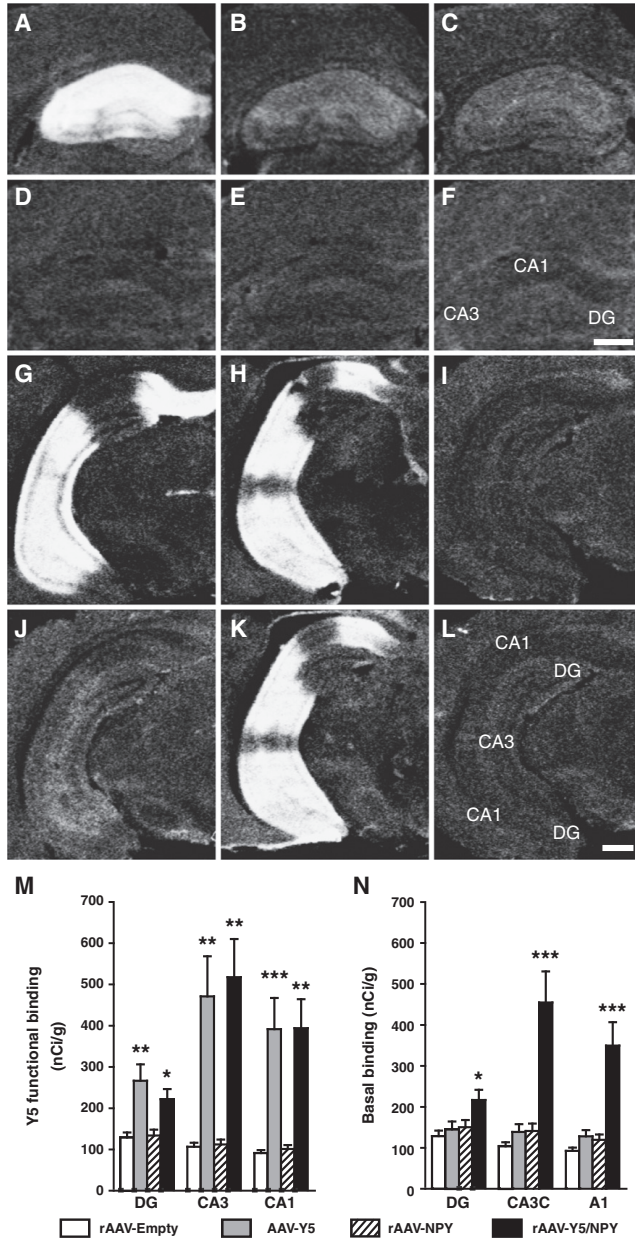 A
B
C
D
E
F
CA1
CA3
DG
G
H
I
J
K
L
CA1
DG
CA3
CA1
DG
M
N
700
600
500
400
300
200
100
0
Y5 functional binding
(nCi/g)
**
*
**
**
***
**
DG CA3 CA1
700
600
500
400
300
200
100
0
Basal binding (nCi/g)
*
***
***
DG CA3C A1
rAAV-Empty AAV-Y5 rAAV-NPY rAAV-Y5/NPY